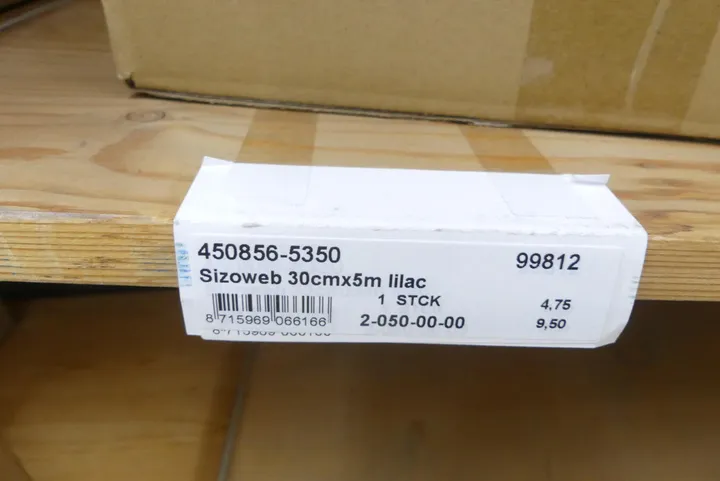 450856-5350 99812
Sizoweb 30cmx5m lilac
1 STCK 4,75
8 715969 066166 2-050-00-00 9,50